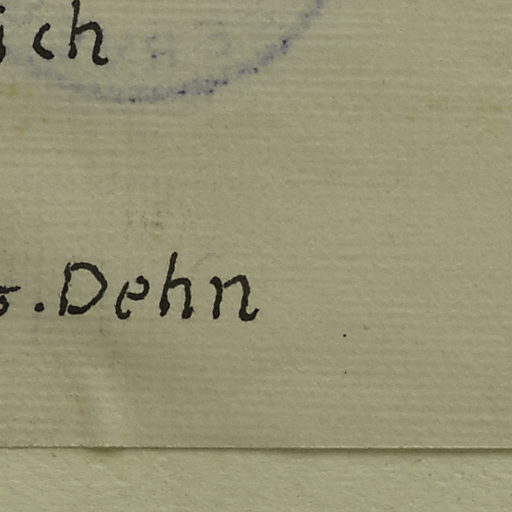 ich
. Dehn